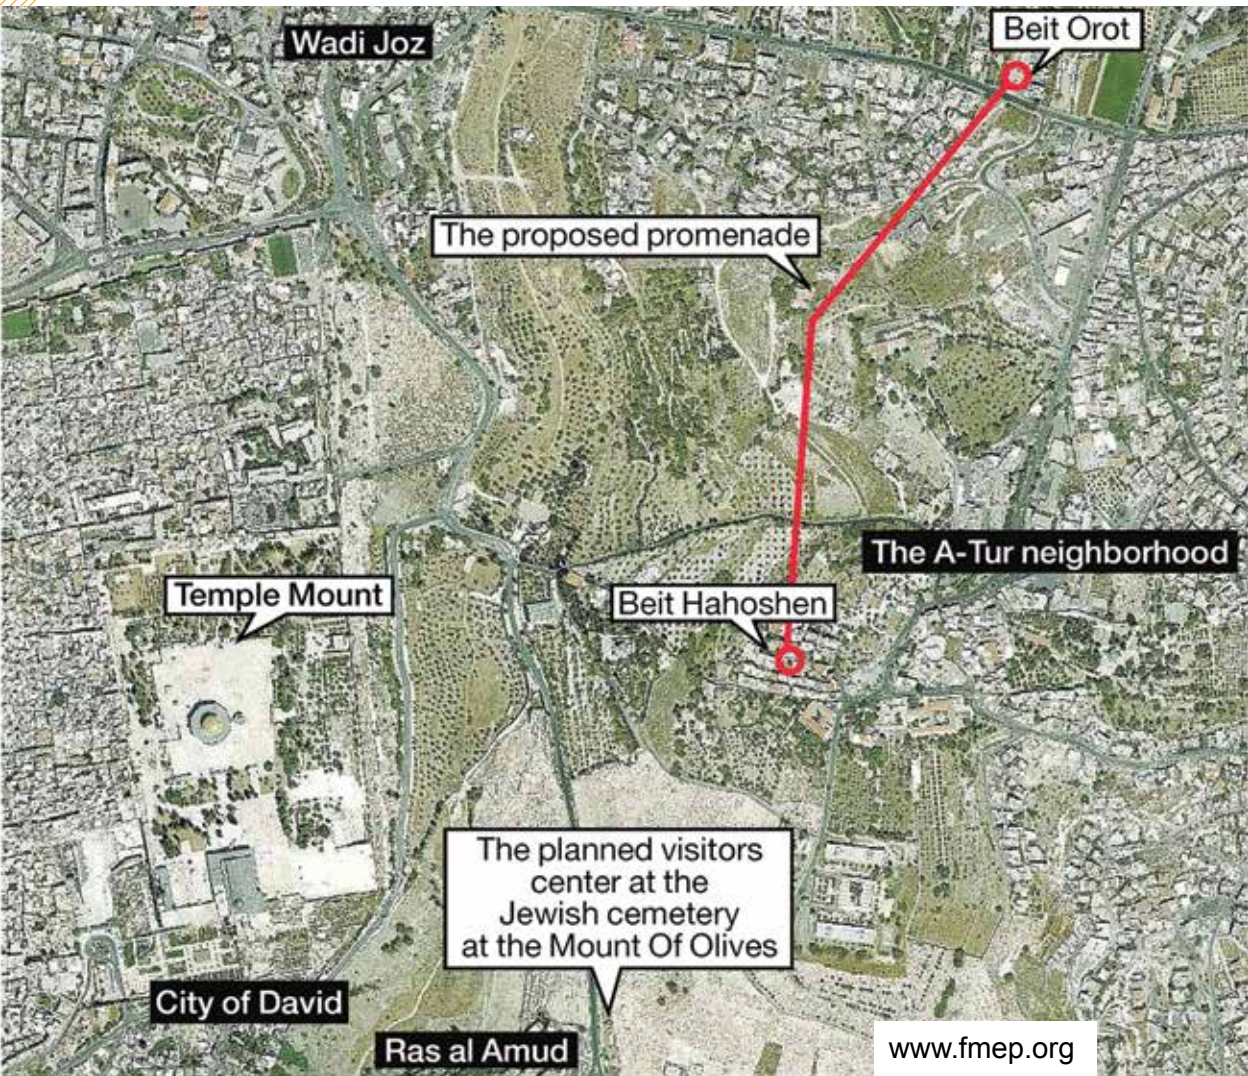 Beit Orot
Wadi Joz
The proposed promenade
The A-Tur neighborhood
Temple Mount
Beit Hahoshen
The planned visitors
center at the
Jewish cemetery
at the Mount Of Olives
City of David
Ras al Amud
www.fmep.org